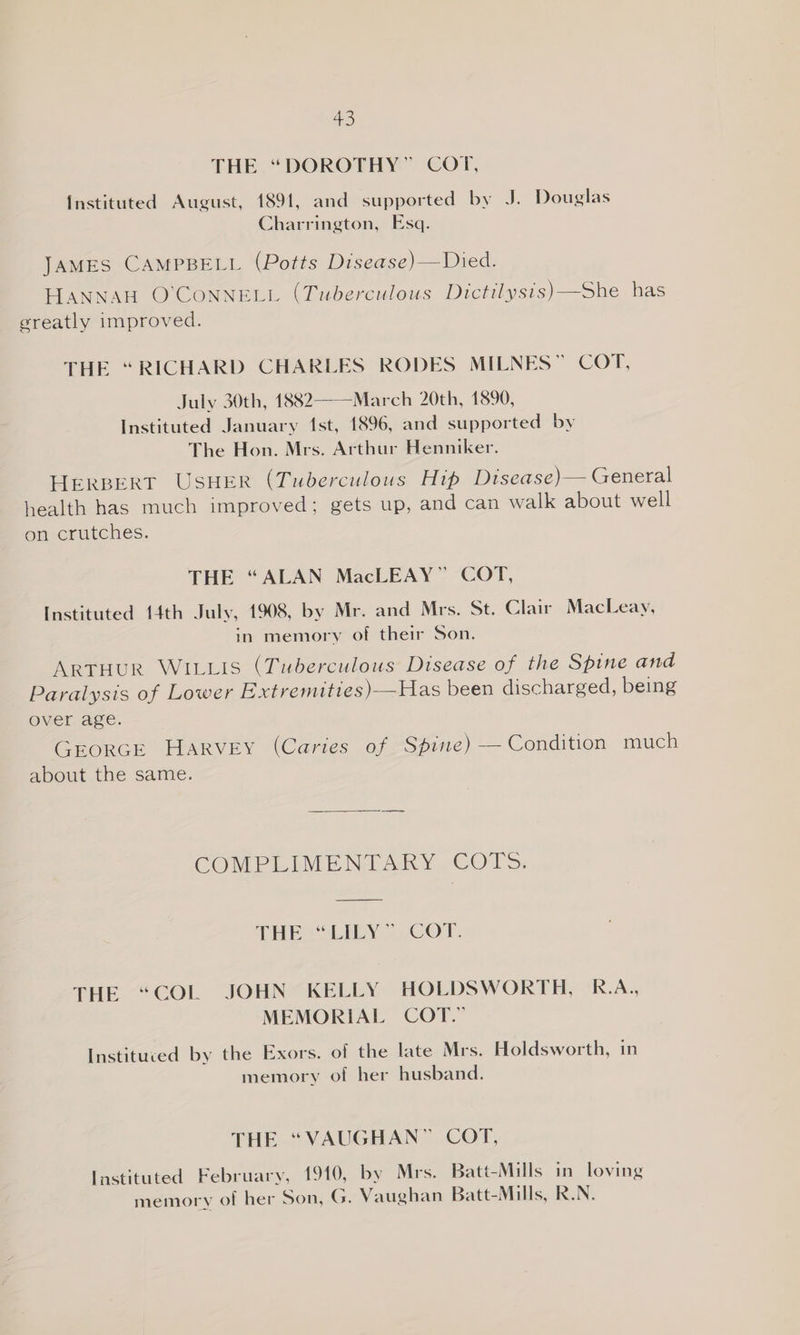 43
THE “DOROTHY” COT,
Instituted August, 1891, and supported by J. Douglas
Charrington, Esq.
JAMES CAMPBELL (Potts Disease)—Died.
HANNAH O'CONNELL (Tuberculous Dictilysis)—She has
greatly improved.
THE “RICHARD CHARLES RODES MILNES” COT,
July 30th, 1882——March 20th, 1890,
Instituted January 1st, 1896, and supported by
The Hon. Mrs. Arthur Henniker.
HERBERT USHER (Tuberculous Hip Disease)—General
health has much improved; gets up, and can walk about well
on crutches.
THE “ALAN MacLEAY” COT,
Instituted 14th July, 1908, by Mr. and Mrs. St. Clair MacLeay,
in memory of their Son.
ARTHUR WILLIS (Tuberculous Disease of the Spine and
Paralysis of Lower Extremities)—Has been discharged, being
over age.
GEORGE HARVEY (Caries of Spine) — Condition much
about the same.
COMPLIMENTARY COTS.
THE “LILY” COT.
THE “COL JOHN KELLY HOLDSWORTH, R.A.,
MEMORIAL COT.”
Instituted by the Exors. of the late Mrs. Holdsworth, in
memory of her husband.
THE “VAUGHAN” COT,
Instituted February, 1910, by Mrs. Batt-Mills in loving
memory of her Son, G. Vaughan Batt-Mills, R.N.